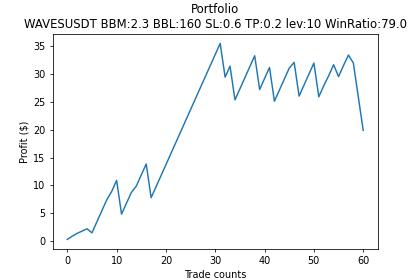 Portfolio
WAVESUSDT BBM:2.3 BBL:160 SL:0.6 TP:0.2 lev:10 WinRatio:79.0
35
30
25
20
15
10
5
0
Profit ($)
0 10 20 30 40 50 60
Trade counts